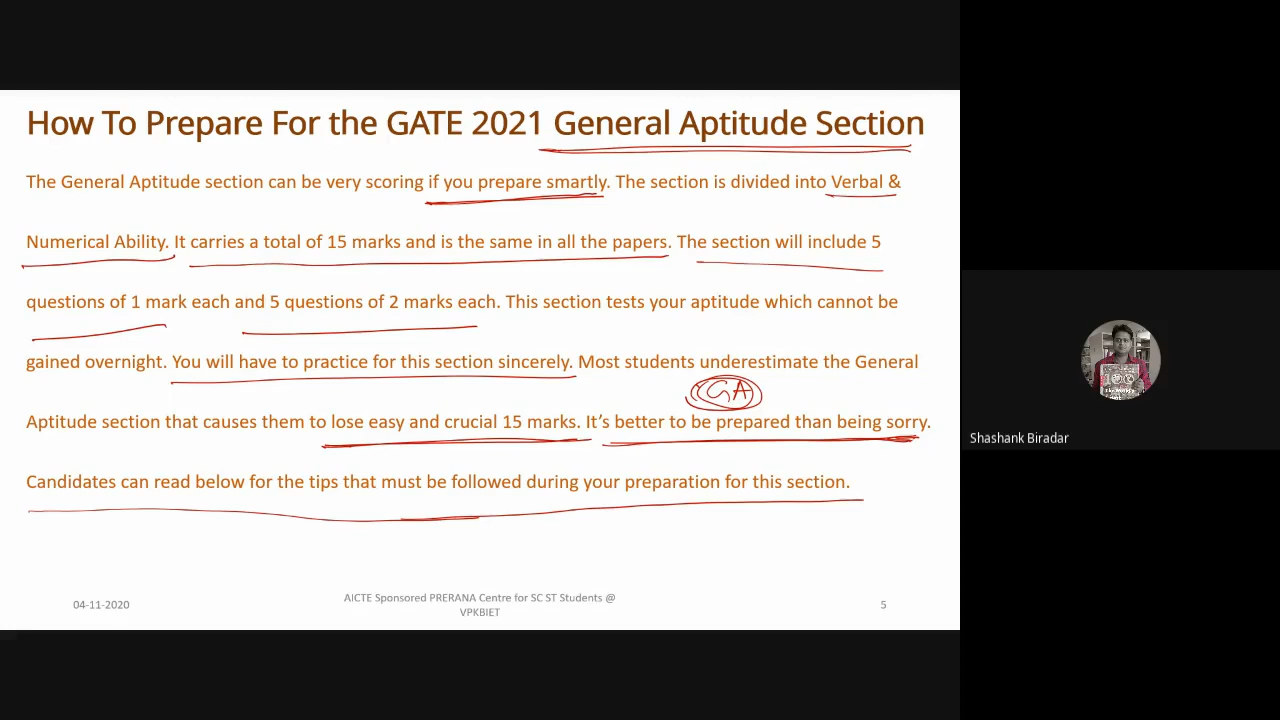 How To Prepare For the GATE 2021 General Aptitude Section
The General Aptitude section can be very scoring if you prepare smartly. The section is divided into Verbal &
Numerical Ability. It carries a total of 15 marks and is the same in all the papers. The section will include 5
questions of 1 mark each and 5 questions of 2 marks each. This section tests your aptitude which cannot be
gained overnight. You will have to practice for this section sincerely. Most students underestimate the General
GA
Aptitude section that causes them to lose easy and crucial 15 marks. It’s better to be prepared than being sorry.
Candidates can read below for the tips that must be followed during your preparation for this section.
04-11-2020
AICTE Sponsored PRERANA Centre for SC ST Students @
VPKBIET
5
Shashank Biradar